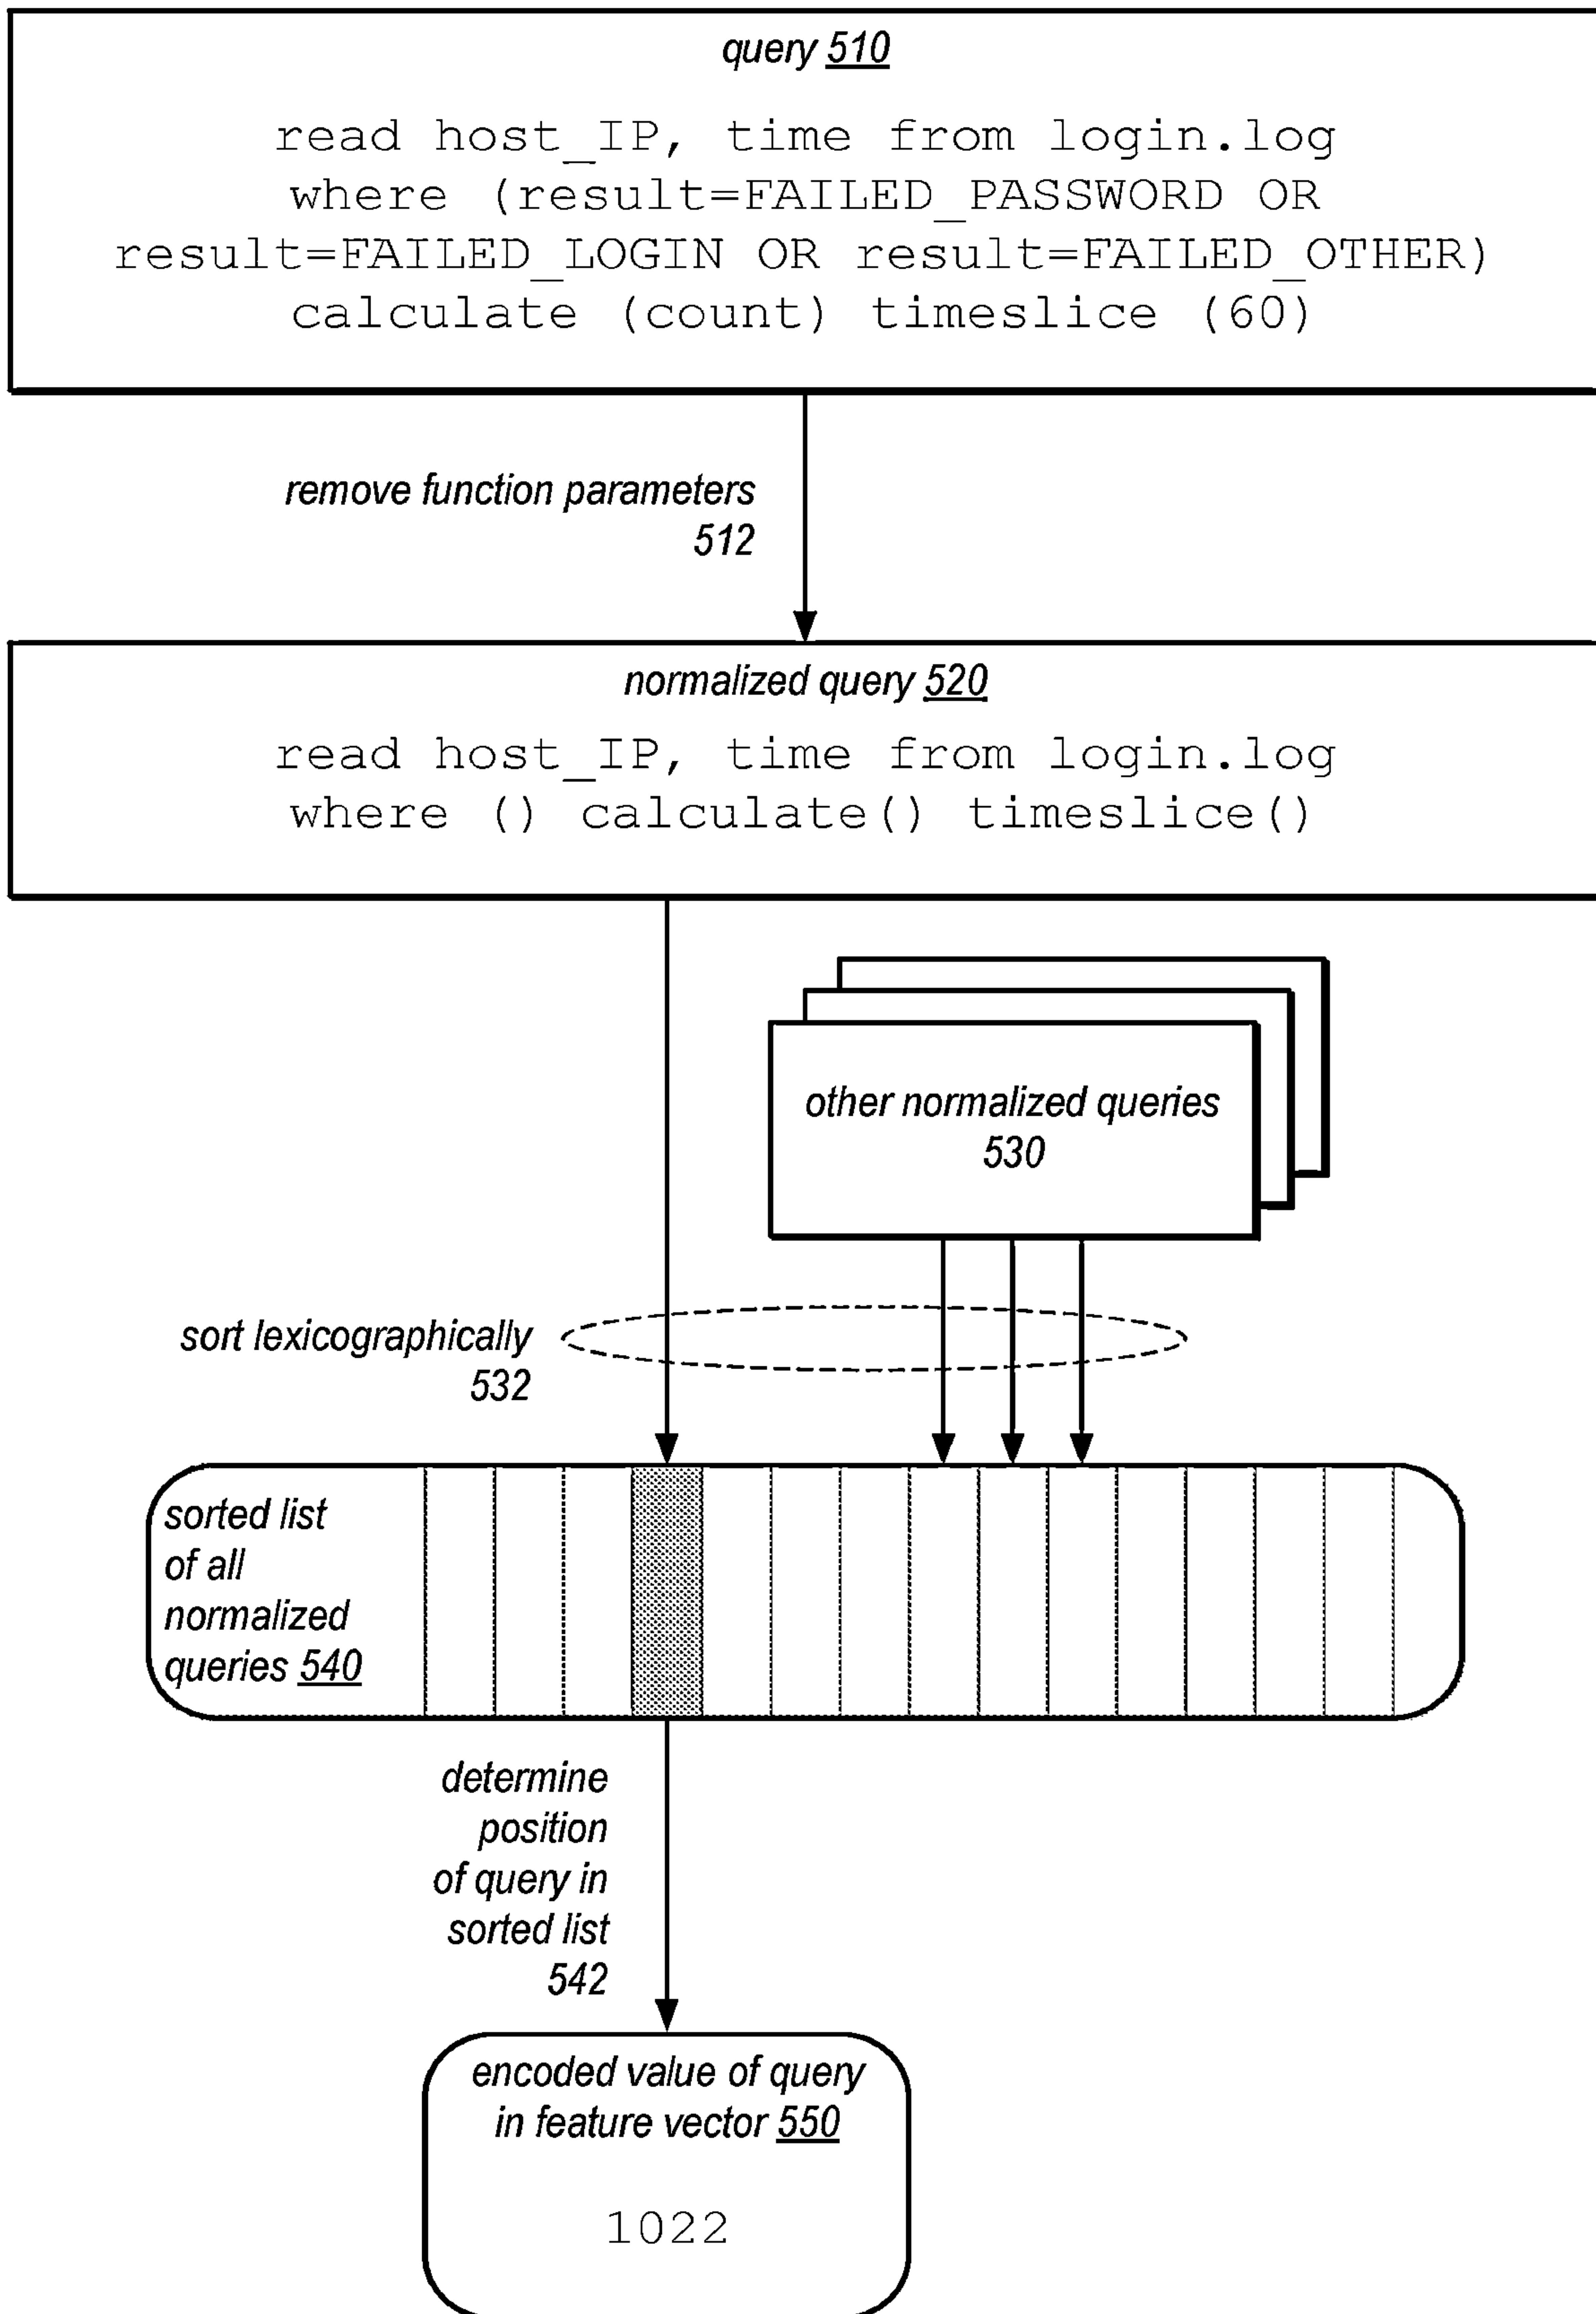 query 510
read host_IP, time from login.log
where (result=FAILED_PASSWORD OR
result=FAILED_LOGIN OR result=FAILED_OTHER)
calculate (count) timeslice (60)
remove function parameters
512
normalized query 520
read host_IP, time from login.log
where () calculate() timeslice()
other normalized queries
530
sort lexicographically
532
sorted list
of all
normalized
queries 540
determine
position
of query in
sorted list
542
encoded value of query
in feature vector 550
1022